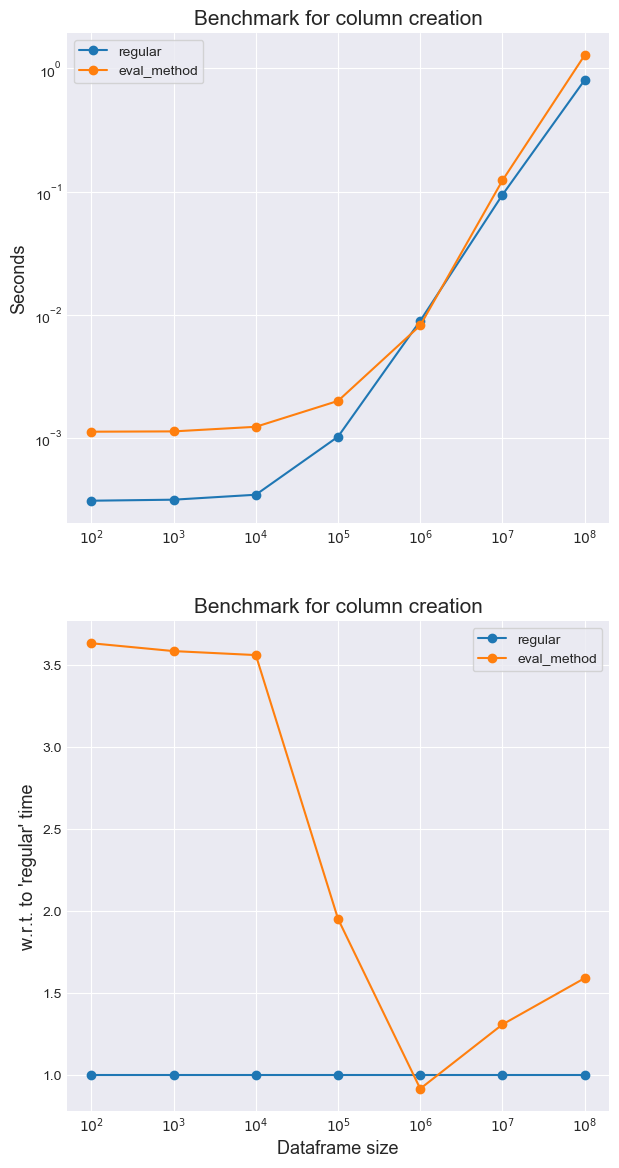 Benchmark for column creation
regular
eval_method
10⁰
10⁻¹
10⁻²
10⁻³
Seconds
10² 10³ 10⁴ 10⁵ 10⁶ 10⁷ 10⁸
Benchmark for column creation
regular
eval_method
3.5
3.0
2.5
2.0
1.5
1.0
w.r.t. to 'regular' time
10² 10³ 10⁴ 10⁵ 10⁶ 10⁷ 10⁸
Dataframe size